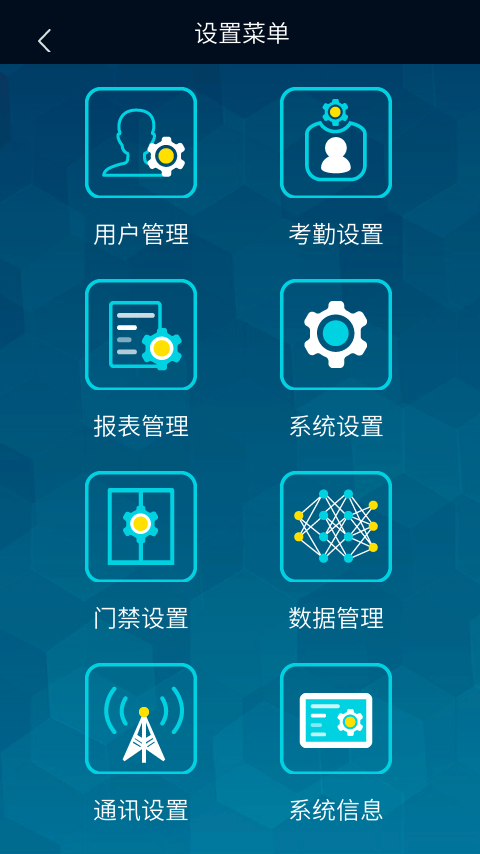 设置菜单
用户管理
考勤设置
报表管理
系统设置
门禁设置
数据管理
通讯设置
系统信息